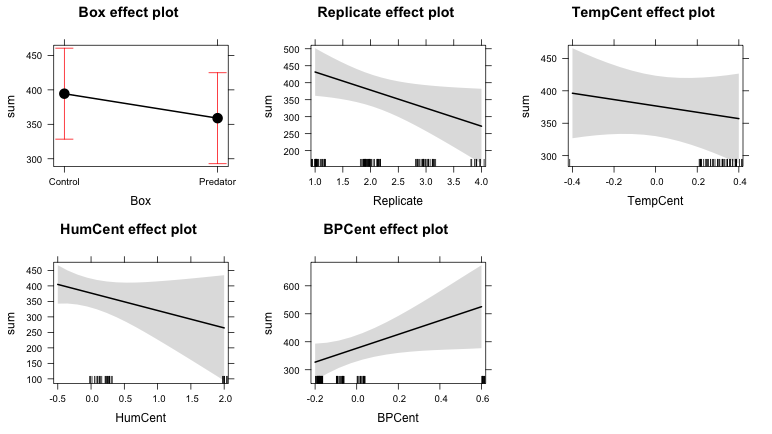 Box effect plot
sum
450
400
350
300
Control Predator
Box
Replicate effect plot
sum
500
450
400
350
300
250
200
1.0 1.5 2.0 2.5 3.0 3.5 4.0
Replicate
TempCent effect plot
sum
450
400
350
300
-0.4 -0.2 0.0 0.2 0.4
TempCent
HumCent effect plot
sum
450
400
350
300
250
200
150
100
-0.5 0.0 0.5 1.0 1.5 2.0
HumCent
BPCent effect plot
sum
600
500
400
300
-0.2 0.0 0.2 0.4 0.6
BPCent